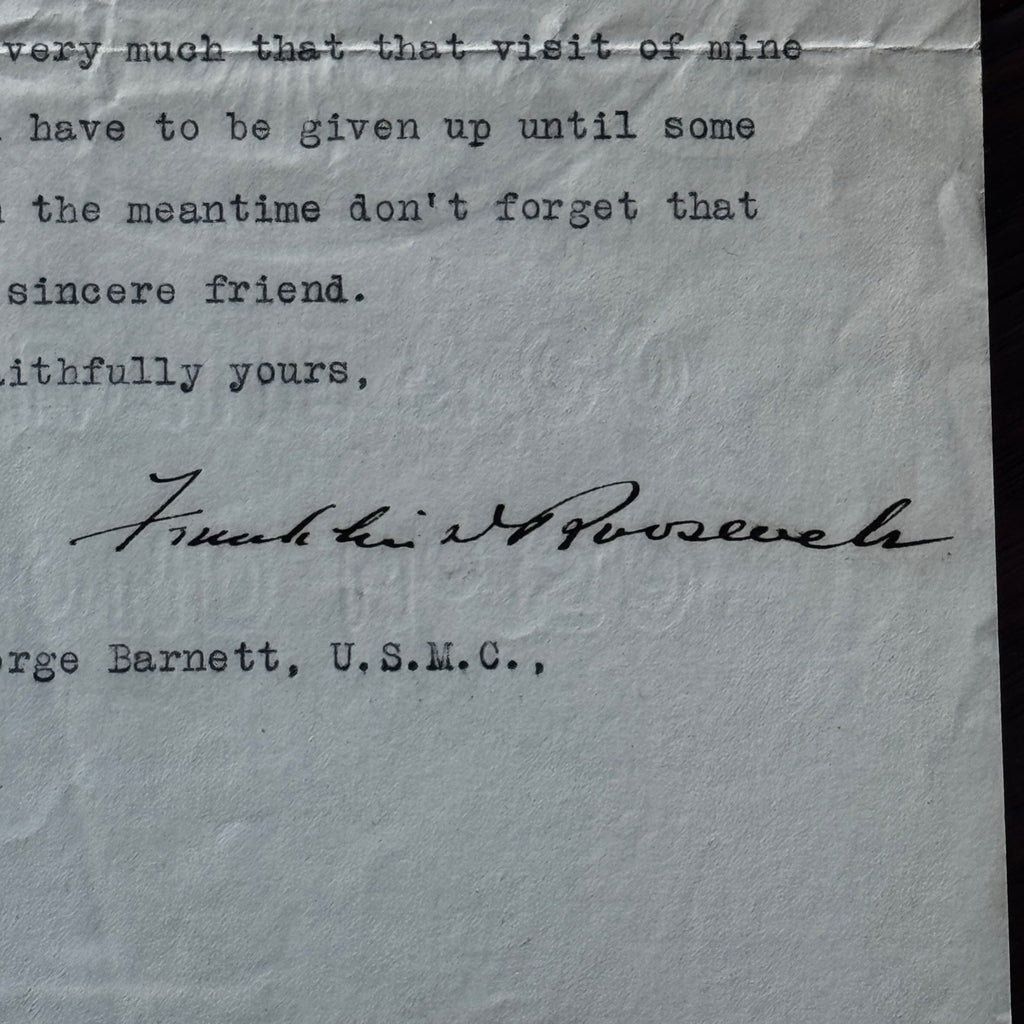 very much that that visit of mine
have to be given up until some
the meantime don't forget that
sincere friend.
ithfully yours,
Franklin D Roosevelt
rge Barnett, U.S.M.C.,